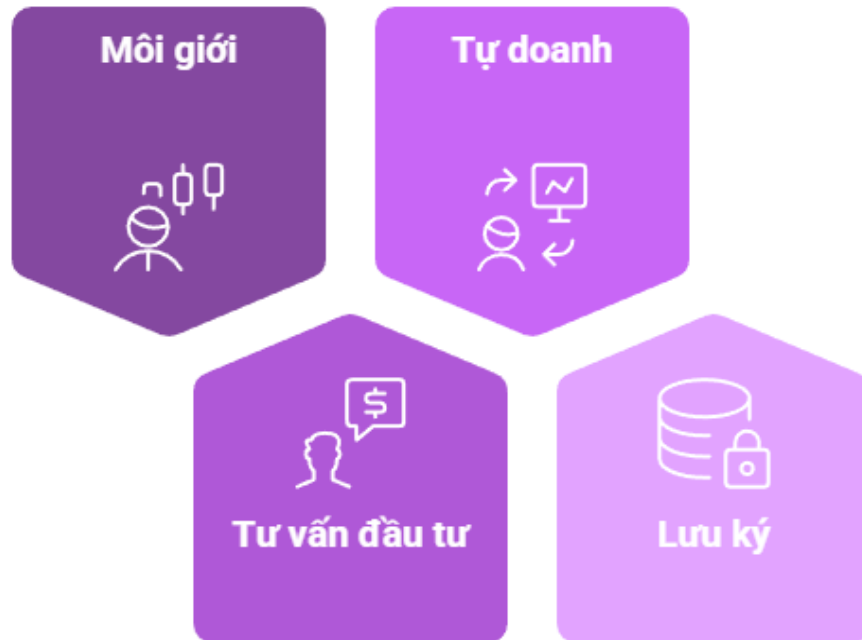 Môi giới
Tự doanh
Tư vấn đầu tư
Lưu ký